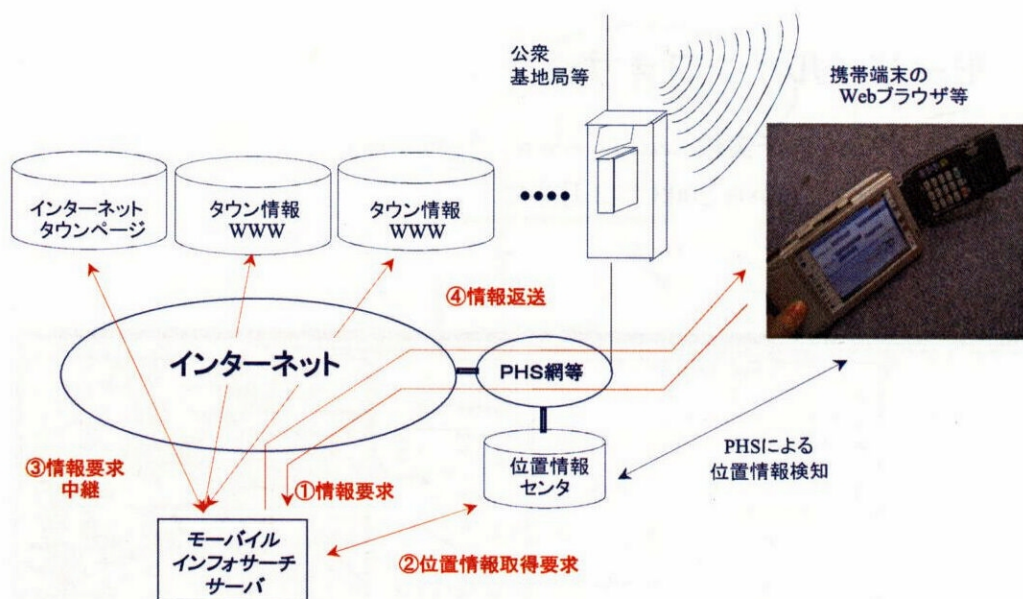 公衆
基地局等
携帯端末の
Webブラウザ等
インターネット
タウンページ
タウン情報
WWW
タウン情報
WWW
④情報返送
インターネット
PHS網等
位置情報
センタ
PHSによる
位置情報検知
③情報要求
中継
①情報要求
②位置情報取得要求
モーバイル
インフォサーチ
サーバ